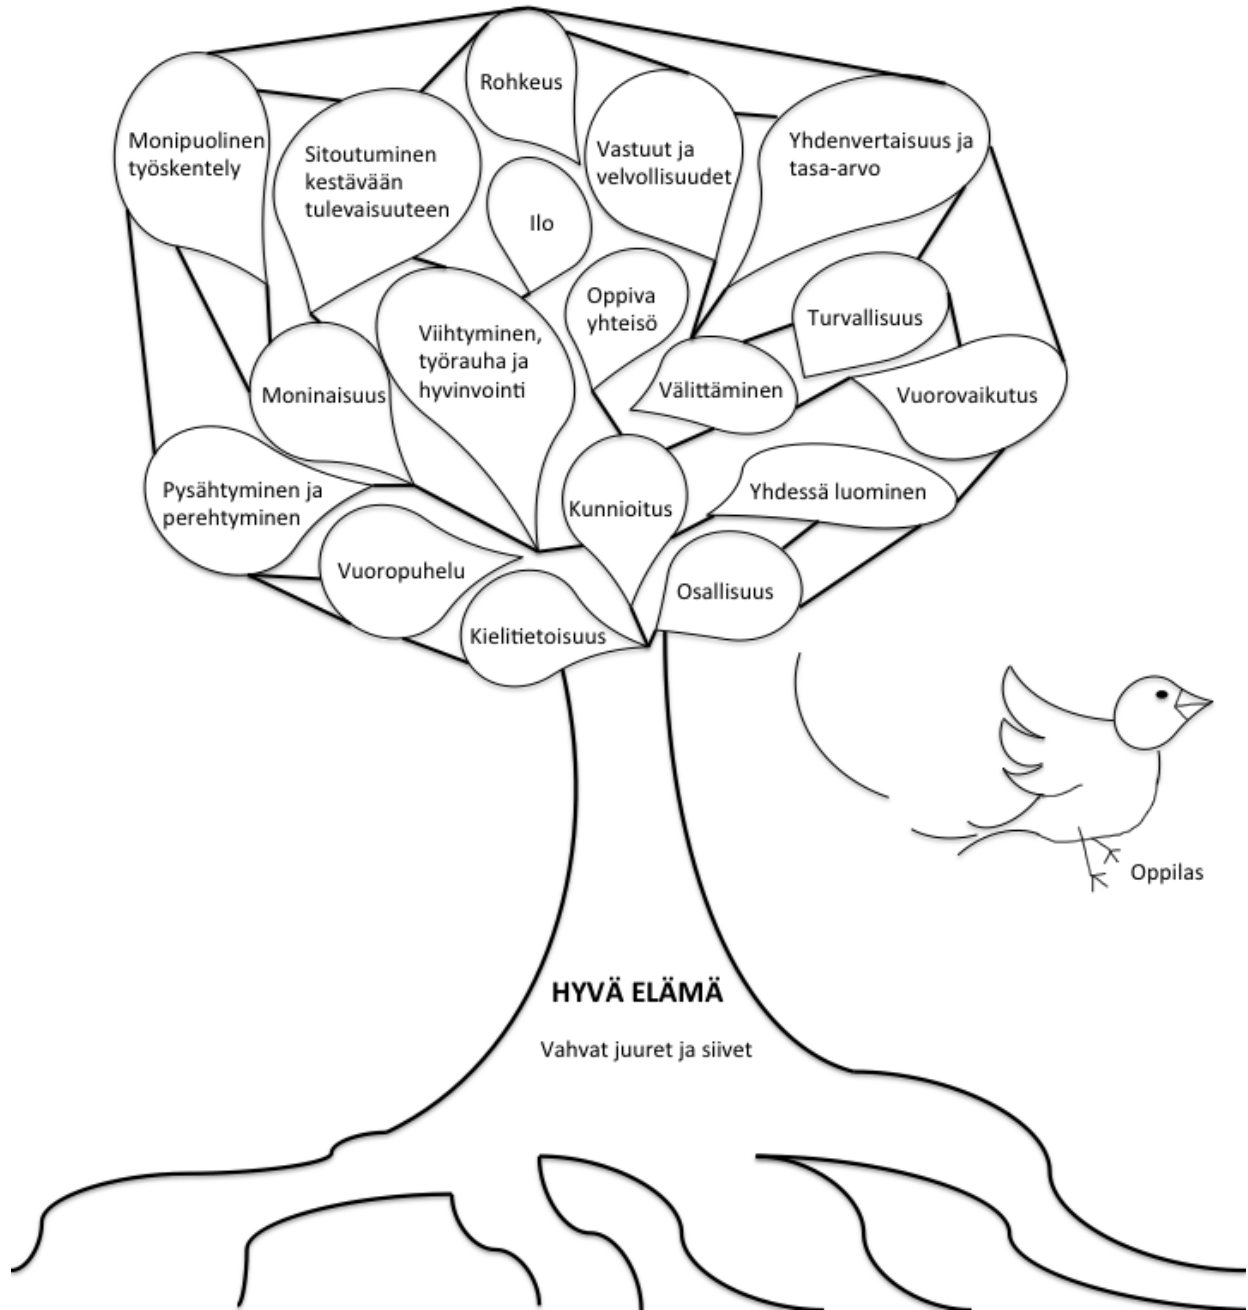 Rohkeus
Monipuolinen
työskentely
Sitoutuminen
kestävään
tulevaisuuteen
Vastuut ja
velvollisuudet
Yhdenvertaisuus ja
tasa-arvo
Ilo
Oppiva
yhteisö
Turvallisuus
Viihtyminen,
työrauha ja
hyvinvointi
Moninaisuus
Välittäminen
Vuorovaikutus
Pysähtyminen ja
perehtyminen
Kunnioitus
Yhdessä luominen
Vuoropuhelu
Osallisuus
Kielitietoisuus
Oppilas
HYVÄ ELÄMÄ
Vahvat juuret ja siivet